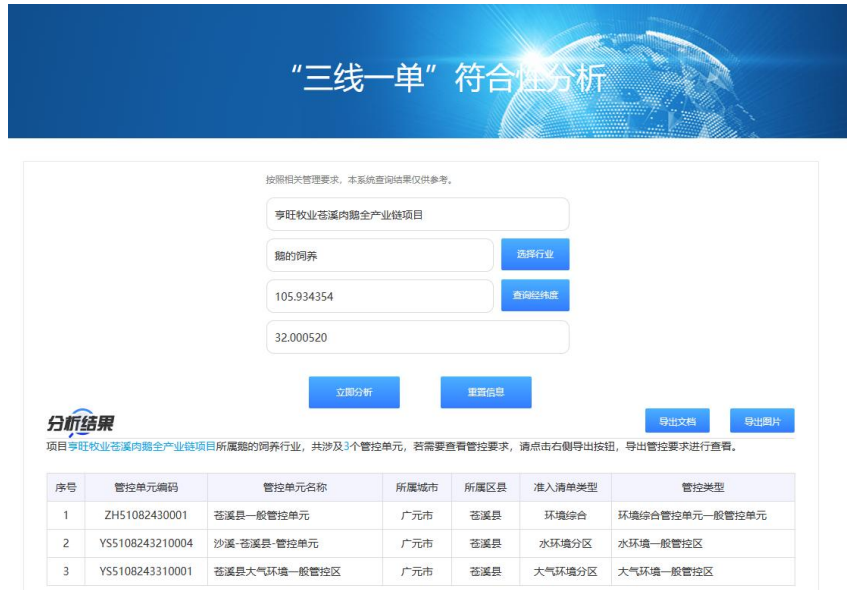 “三线一单”符合性分析
按照相关管理要求，本系统查询结果仅供参考。
亨旺牧业苍溪肉鹅全产业链项目
鹅的饲养 选择行业
105.934354 查询经纬度
32.000520
立即分析 重置信息
分析结果 导出文档 导出图片
项目亨旺牧业苍溪肉鹅全产业链项目所属鹅的饲养行业，共涉及3个管控单元，若需要查看管控要求，请点击右侧导出按钮，导出管控要求进行查看。
序号 管控单元编码 管控单元名称 所属城市 所属区县 准入清单类型 管控类型
1 ZH51082430001 苍溪县一般管控单元 广元市 苍溪县 环境综合 环境综合管控单元一般管控单元
2 YS5108243210004 沙溪-苍溪县-管控单元 广元市 苍溪县 水环境分区 水环境一般管控区
3 YS5108243310001 苍溪县大气环境一般管控区 广元市 苍溪县 大气环境分区 大气环境一般管控区